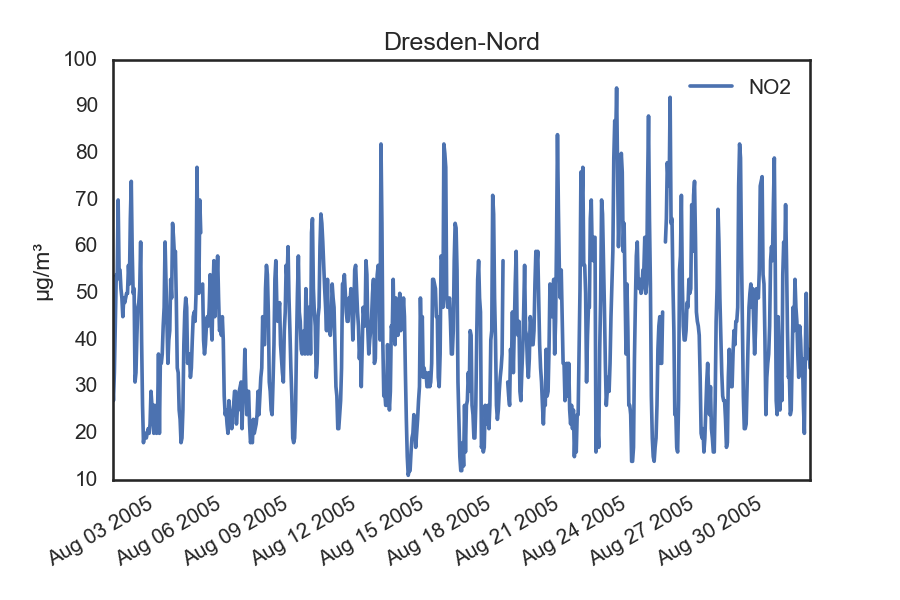 Dresden-Nord
100
90
80
70
60
50
40
30
20
10
µg/m³
NO2
Aug 03 2005
Aug 06 2005
Aug 09 2005
Aug 12 2005
Aug 15 2005
Aug 18 2005
Aug 21 2005
Aug 24 2005
Aug 27 2005
Aug 30 2005